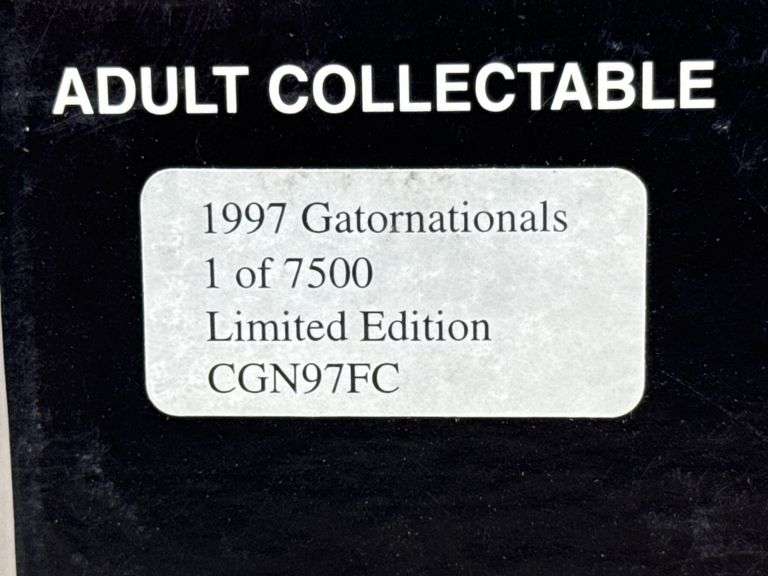 ADULT COLLECTABLE
1997 Gatornationals
1 of 7500
Limited Edition
CGN97FC